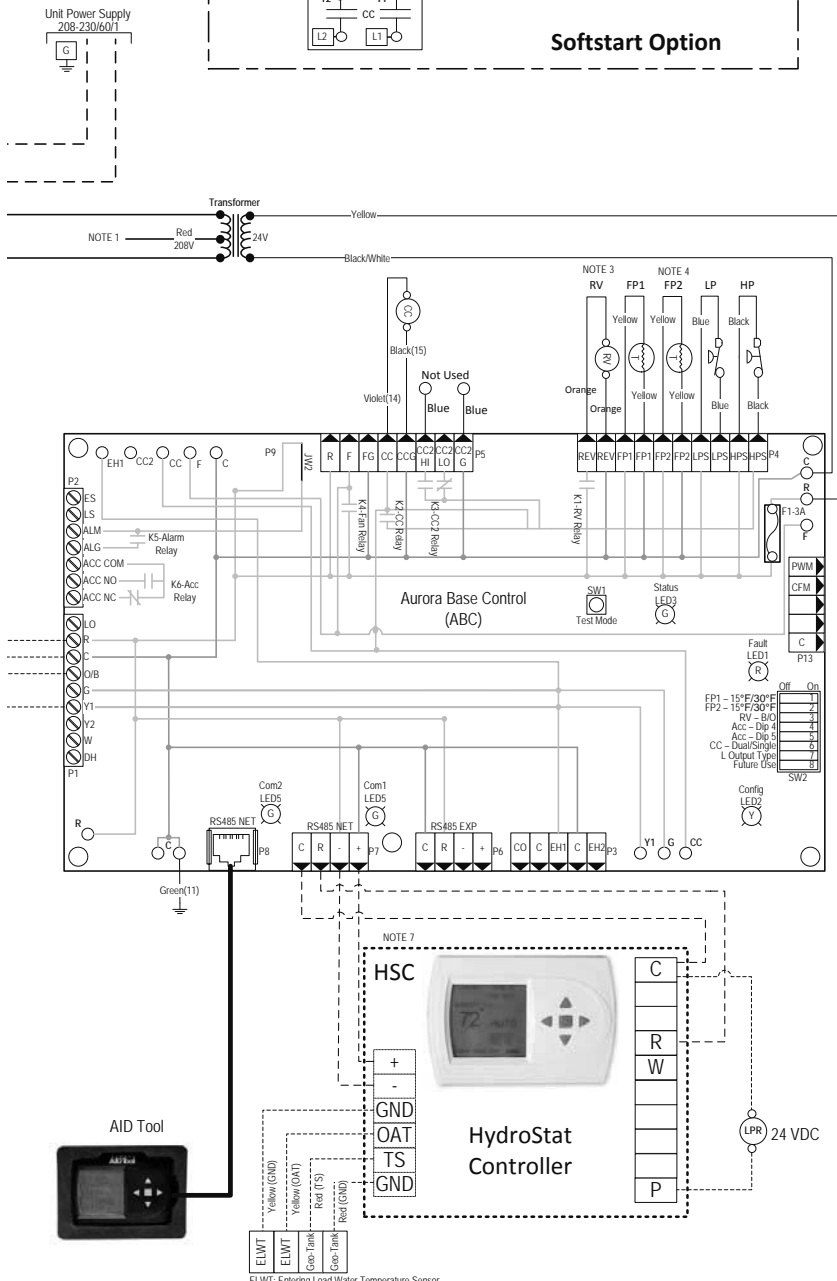 Unit Power Supply
208-230/60/1
G
CC
L2
L1
Softstart Option
Transformer
NOTE 1
Red
208V
24V
Yellow
Black/White
NOTE 3
RV
FP1
NOTE 4
FP2
LP
HP
CC
Black(15)
Violet(14)
Not Used
Blue
Blue
Yellow
Yellow
Blue
Black
RV
T
T
Orange
Orange
Yellow
Yellow
Blue
Black
EH1
CC2
CC
F
C
P9
JW2
R
F
FG
CC
CCG
CC2 HI
CC2 LO
CC2 G
P5
REV
REV
FP1
FP1
FP2
FP2
LPS
LPS
HPS
HPS
P4
C
R
F1-3A
F
P2
ES
LS
ALM
ALG
ACC COM
ACC NO
ACC NC
K5-Alarm
Relay
K6-Acc
Relay
K4-Fan Relay
K2-CC Relay
K3-CC2 Relay
K1-RV Relay
Aurora Base Control
(ABC)
SW1
Test Mode
Status
LED3
G
PWM
CFM
C
P13
Fault
LED1
R
Off On
FP1 – 15°F/30°F 1
FP2 – 15°F/30°F 2
RV – B/O 3
Acc – Dip 4 4
Acc – Dip 5 5
CC – Dual/Single 6
L Output Type 7
Future Use 8
SW2
Config
LED2
Y
LO
R
C
O/B
G
Y1
Y2
W
DH
P1
R
C
Green(11)
RS485 NET
P8
Com2
LED5
G
Com1
LED5
G
RS485 NET
C R - +
P7
RS485 EXP
C R - +
P6
CO C EH1 C EH2
P3
Y1
G
CC
NOTE 7
HSC
72
C
R
W
P
+
-
GND
OAT
TS
GND
HydroStat
Controller
LPR
24 VDC
AID Tool
Yellow (GND)
Yellow (OAT)
Red (TS)
Red (GND)
ELWT
ELWT
Geo-Tank
Geo-Tank
ELWT: Entering Load Water Temperature Sensor